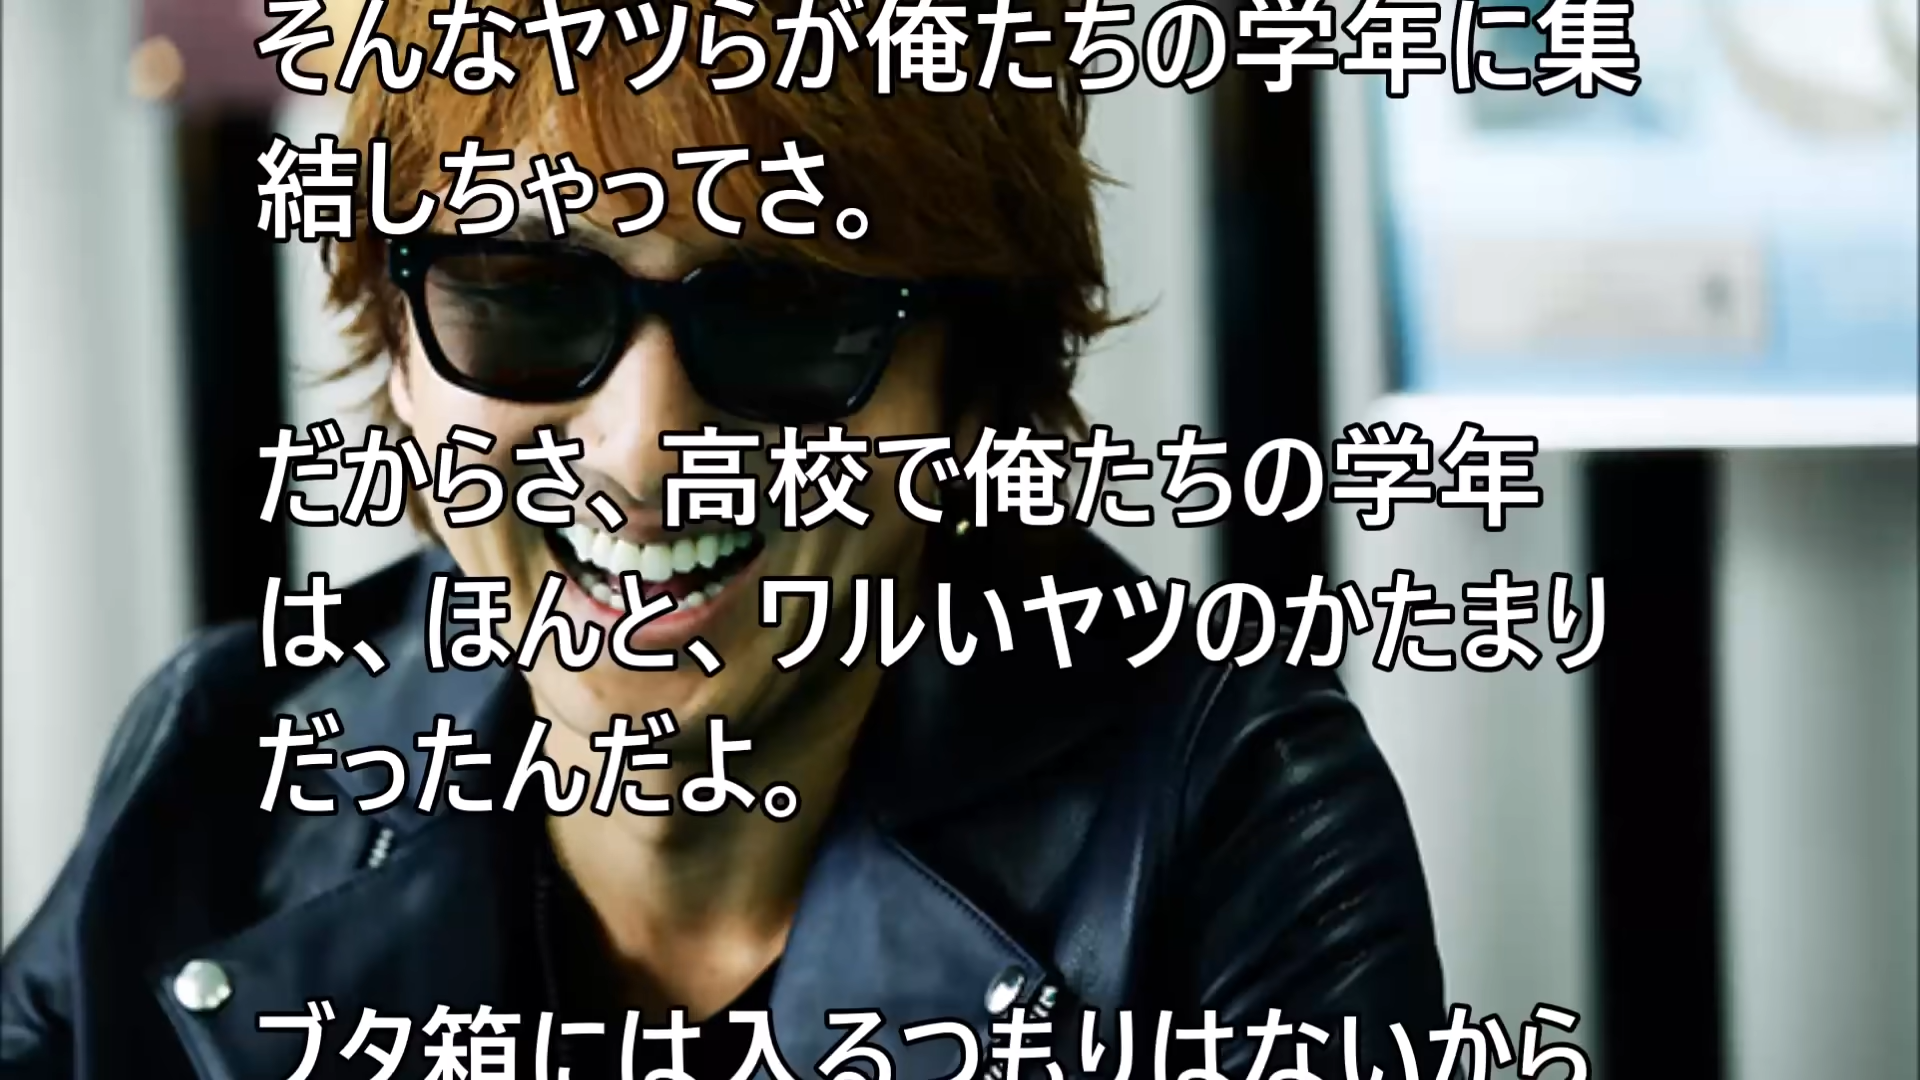 そんなヤツらが俺たちの学年に集
結しちゃってさ。
だからさ、高校で俺たちの学年
は、ほんと、ワルいヤツのかたまり
だったんだよ。
ブタ箱には入るつもりはないから